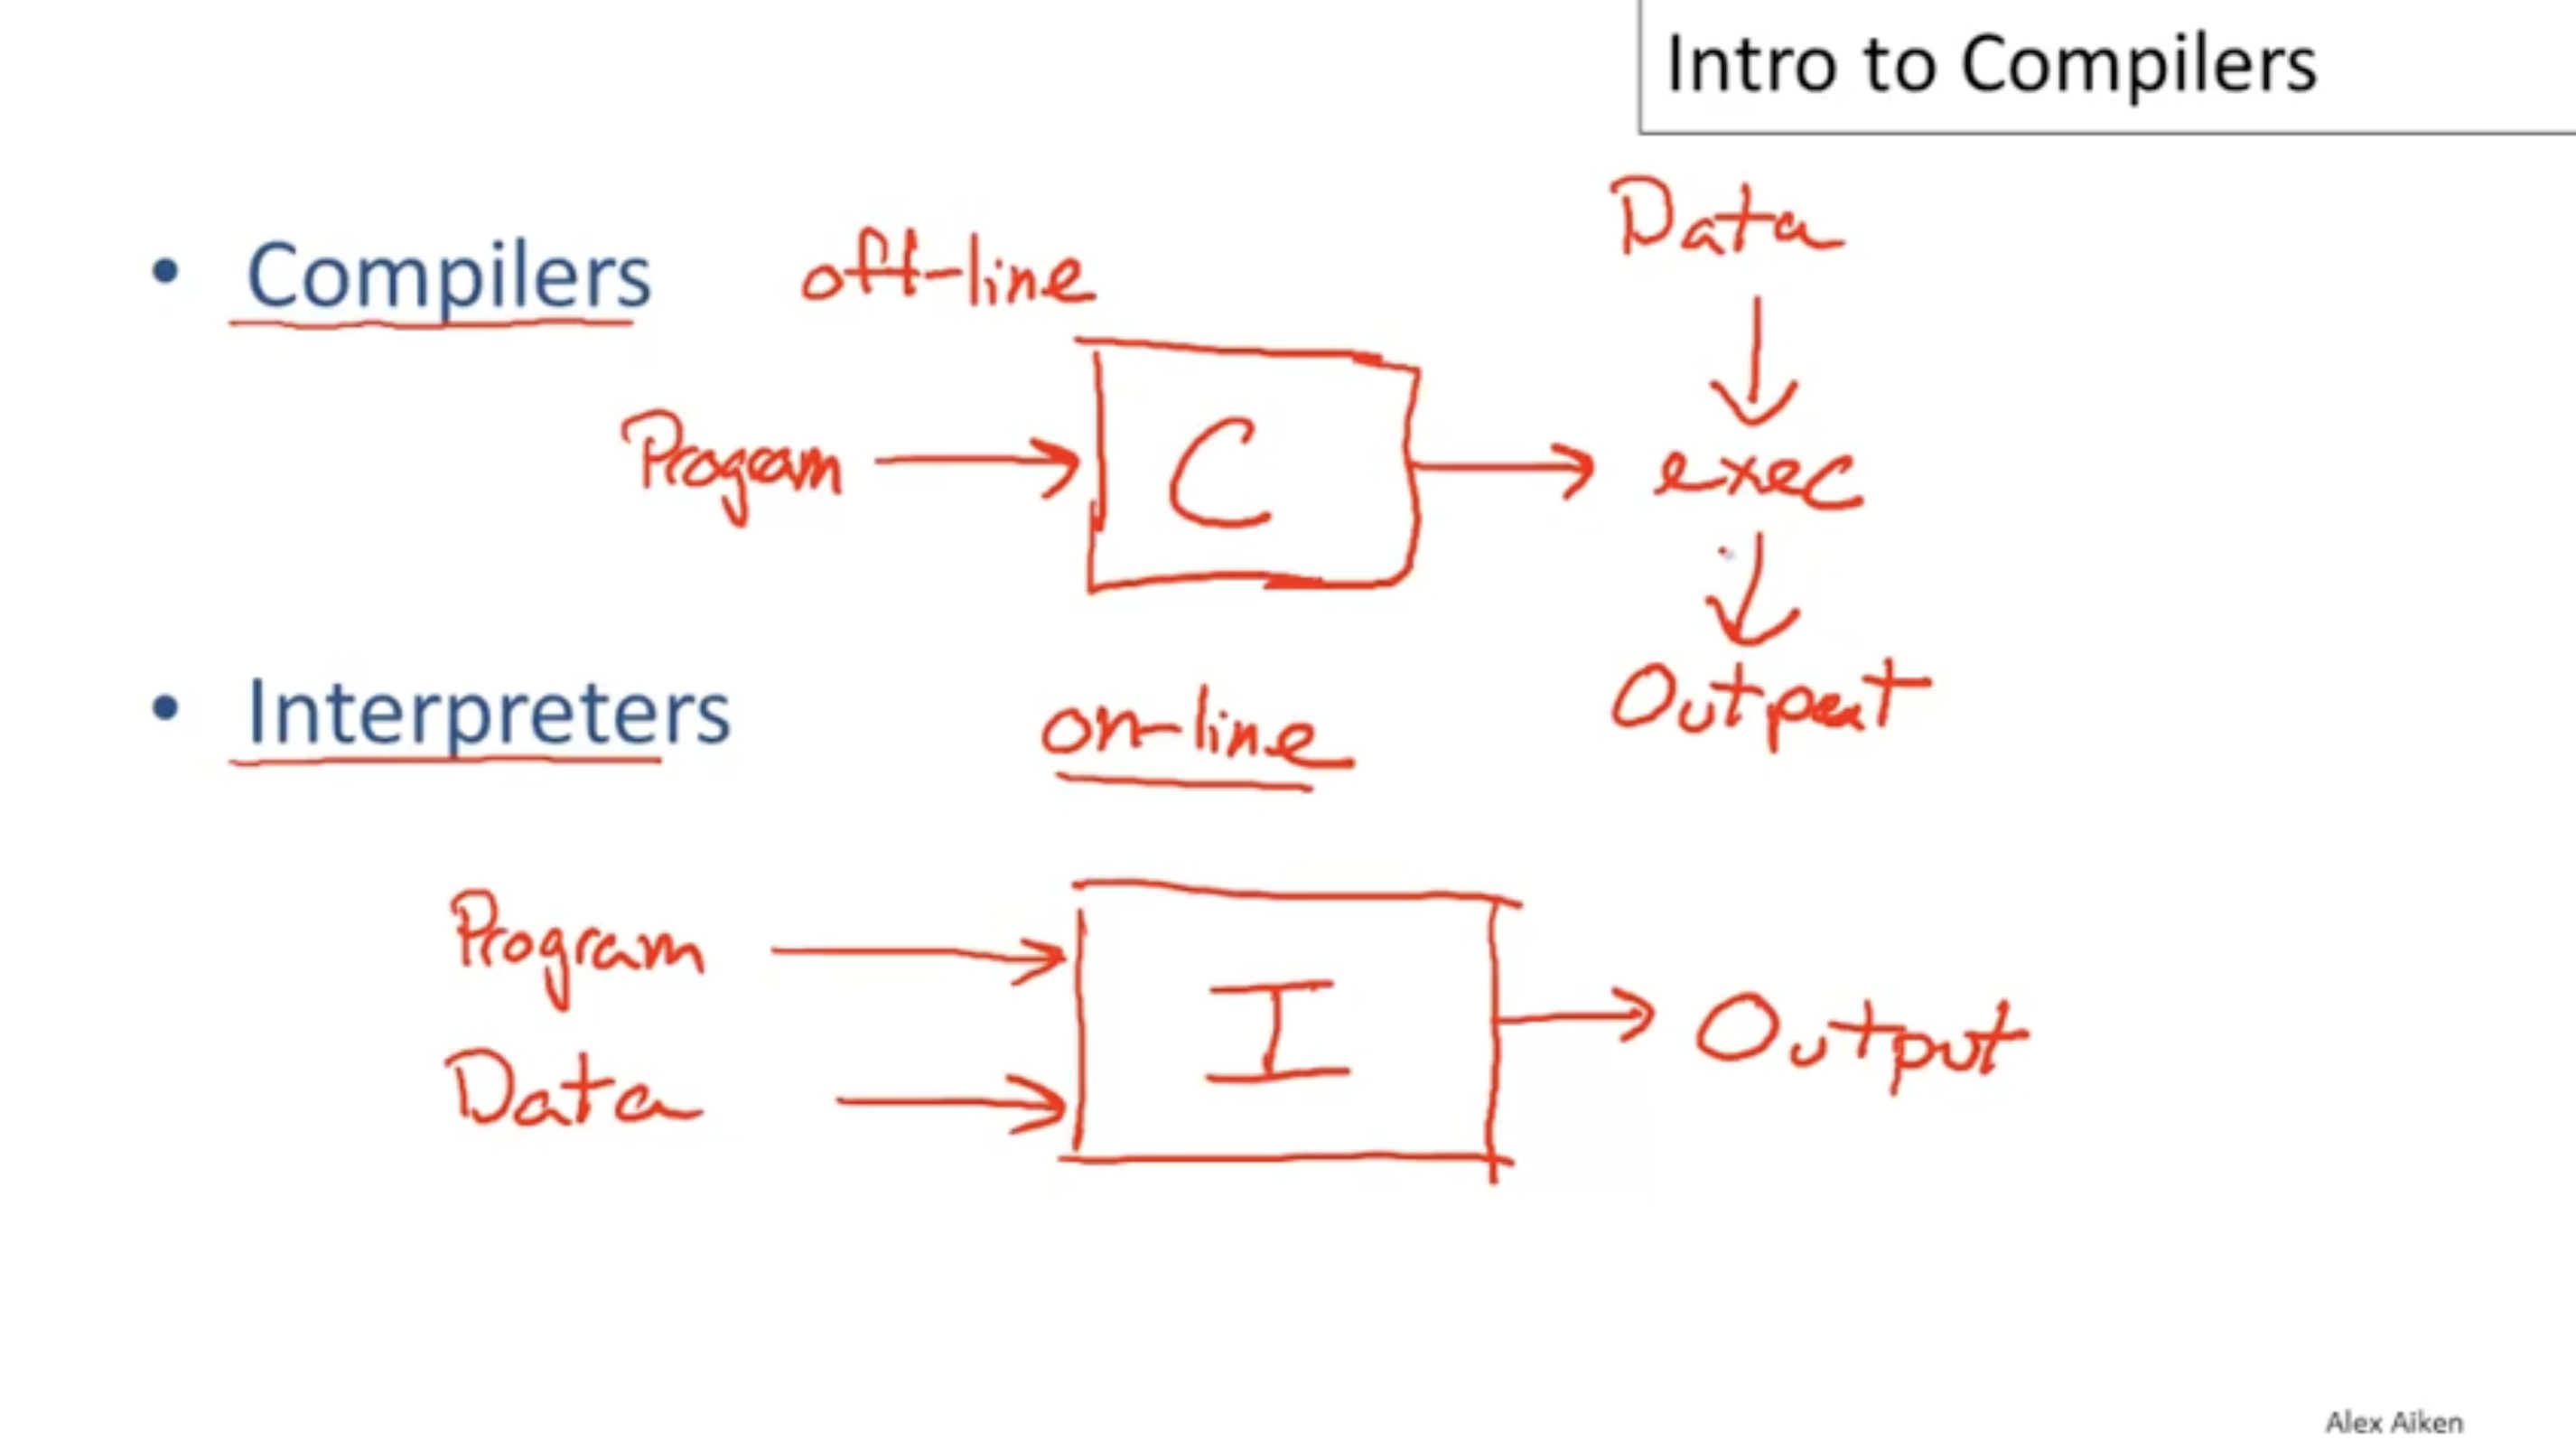 Intro to Compilers
• Compilers
off-line
Data
Program
C
exec
Output
• Interpreters
on-line
Program
Data
I
Output
Alex Aiken